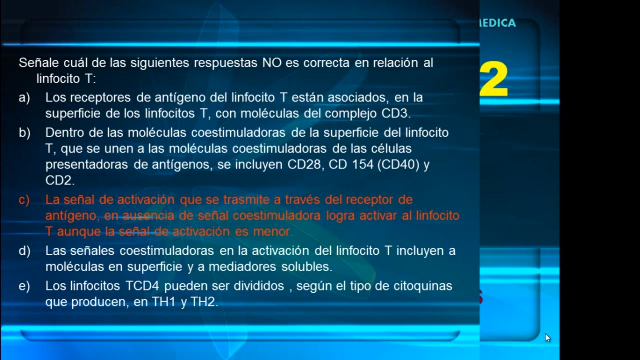 EDICA
2
Señale cuál de las siguientes respuestas NO es correcta en relación al
linfocito T:
a) Los receptores de antígeno del linfocito T están asociados, en la
superficie de los linfocitos T, con moléculas del complejo CD3.
b) Dentro de las moléculas coestimuladoras de la superficie del linfocito
T, que se unen a las moléculas coestimuladoras de las células
presentadoras de antígenos, se incluyen CD28, CD 154 (CD40) y
CD2.
c) La señal de activación que se trasmite a través del receptor de
antígeno, en ausencia de señal coestimuladora logra activar al linfocito
T aunque la señal de activación es menor.
d) Las señales coestimuladoras en la activación del linfocito T incluyen a
moléculas en superficie y a mediadores solubles.
e) Los linfocitos TCD4 pueden ser divididos , según el tipo de citoquinas
que producen, en TH1 y TH2.